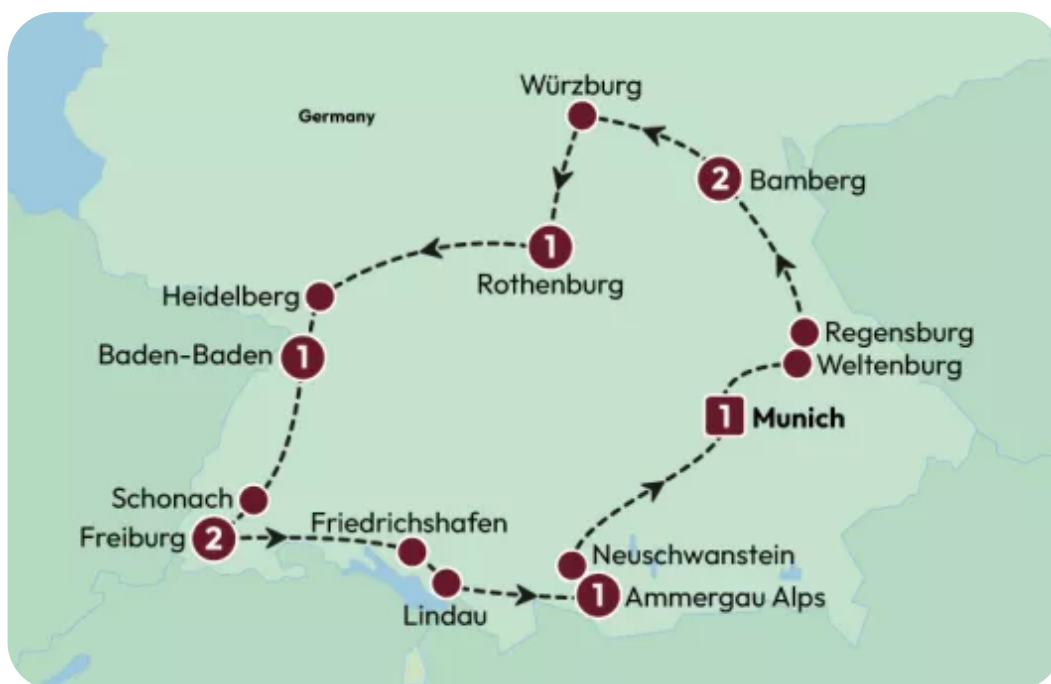 Würzburg
Germany
2 Bamberg
1
Rothenburg
Heidelberg
Regensburg
Baden-Baden 1
Weltenburg
1 Munich
Schonach
Friedrichshafen
Freiburg 2
Neuschwanstein
1 Ammergau Alps
Lindau